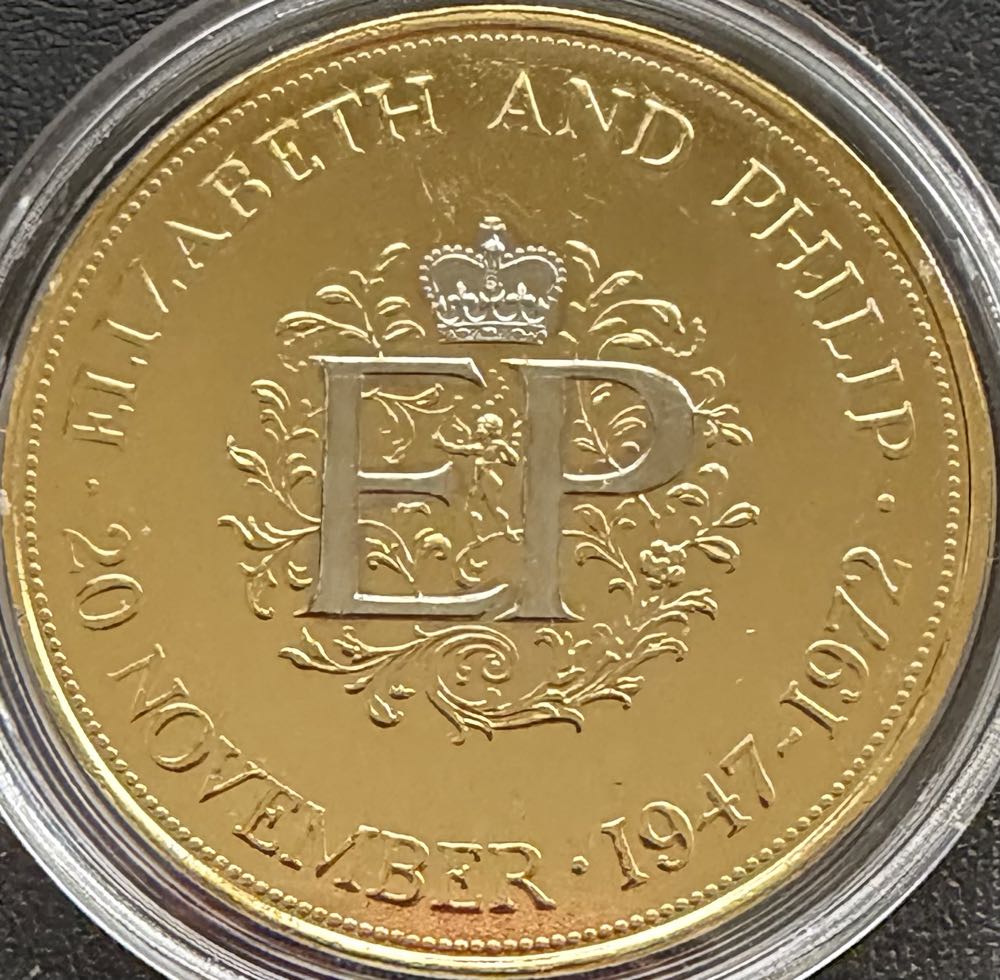 ELIZABETH AND PHILIP
· 20 NOVEMBER · 1947-1972 ·
EP